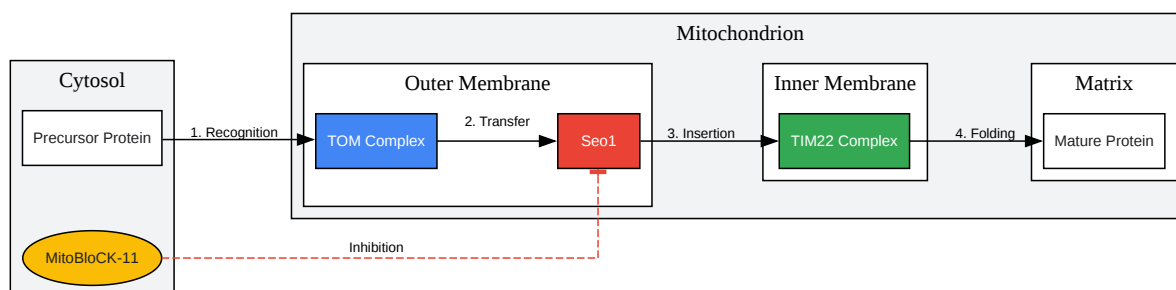 Mitochondrion
Cytosol
Outer Membrane
Inner Membrane
Matrix
Precursor Protein
1. Recognition
TOM Complex
2. Transfer
Seo1
3. Insertion
TIM22 Complex
4. Folding
Mature Protein
MitoBloCK-11
Inhibition